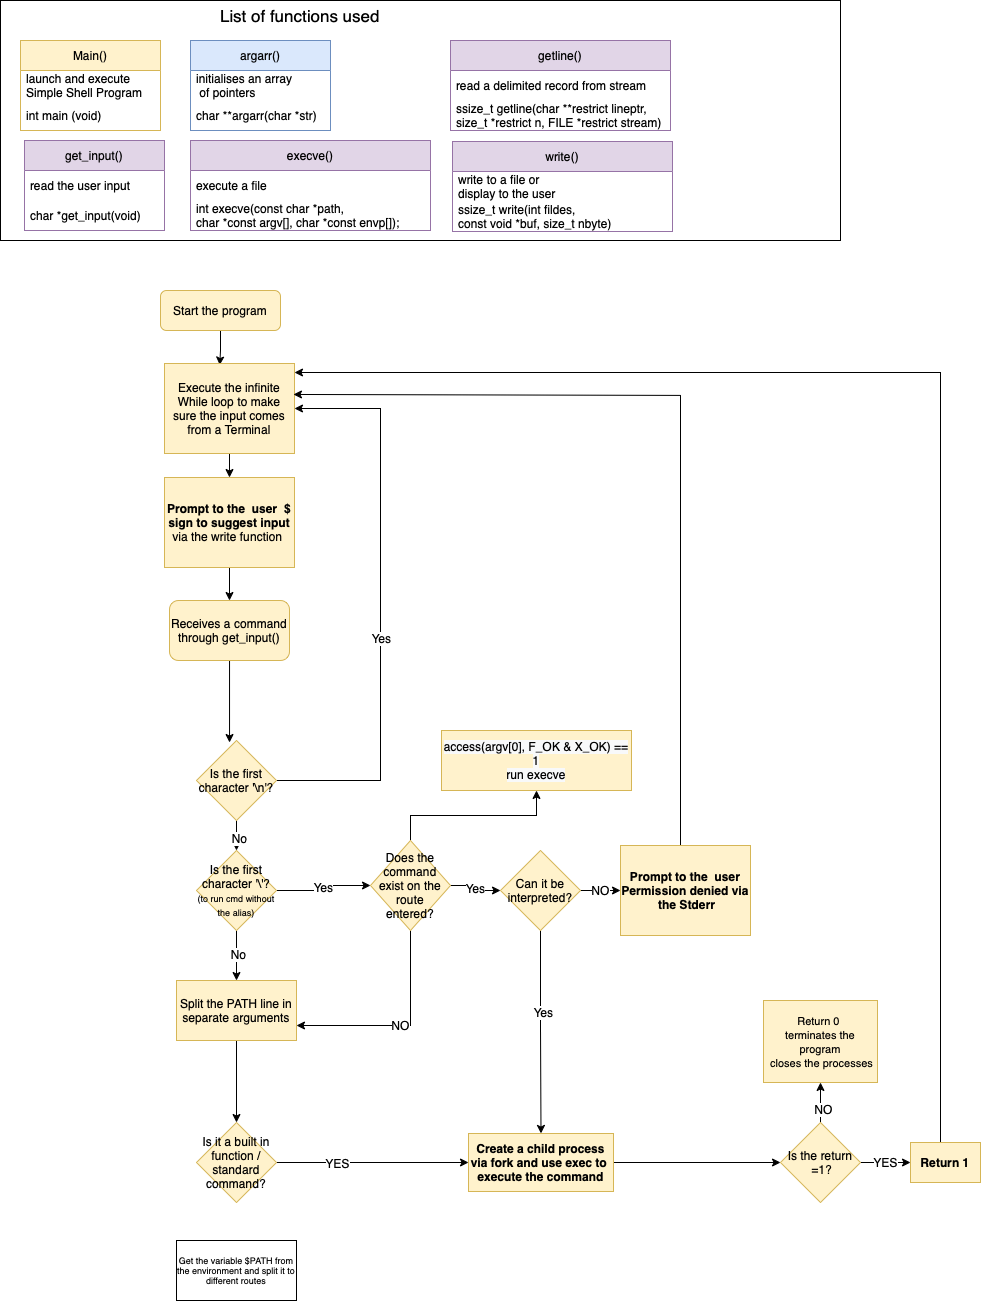 List of functions used
Main()
launch and execute
Simple Shell Program
int main (void)
argarr()
initialises an array
of pointers
char **argarr(char *str)
getline()
read a delimited record from stream
ssize_t getline(char **restrict lineptr,
size_t *restrict n, FILE *restrict stream)
get_input()
read the user input
char *get_input(void)
execve()
execute a file
int execve(const char *path,
char *const argv[], char *const envp[]);
write()
write to a file or
display to the user
ssize_t write(int fildes,
const void *buf, size_t nbyte)
Start the program
Execute the infinite
While loop to make
sure the input comes
from a Terminal
Prompt to the user $
sign to suggest input
via the write function
Receives a command
through get_input()
Yes
Is the first
character '\n'?
No
access(argv[0], F_OK & X_OK) ==
1
run execve
Is the first
character '\'?
(to run cmd without
the alias)
Yes
Does the
command
exist on the
route
entered?
Yes
Can it be
interpreted?
NO
Prompt to the user
Permission denied via
the Stderr
No
Split the PATH line in
separate arguments
NO
Yes
Return 0
terminates the
program
closes the processes
NO
Is it a built in
function /
standard
command?
YES
Create a child process
via fork and use exec to
execute the command
Is the return
=1?
YES
Return 1
Get the variable $PATH from
the environment and split it to
different routes